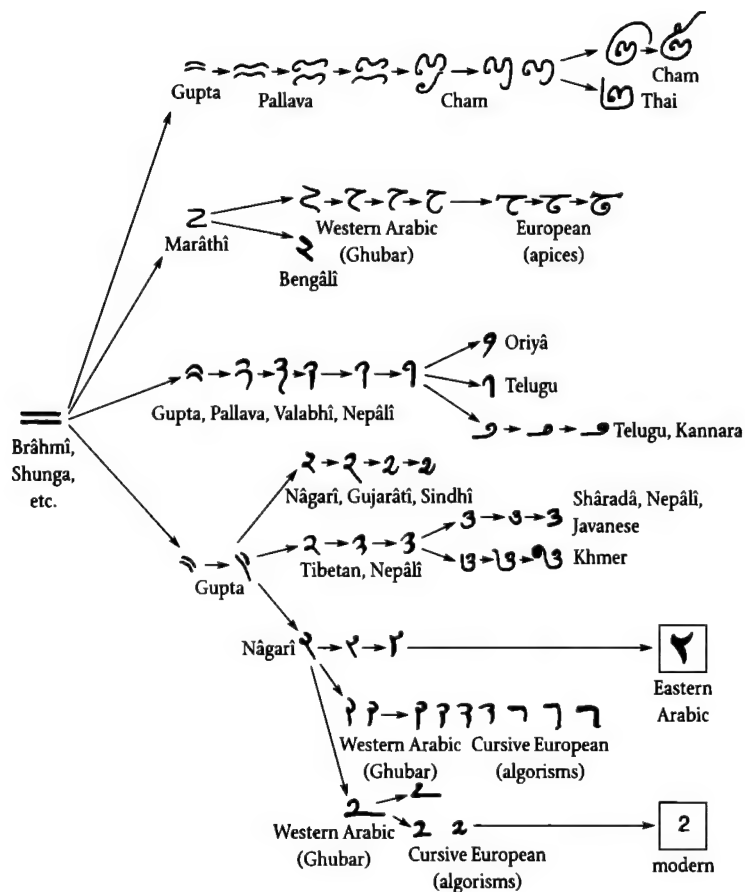 Gupta
Pallava
Cham
Cham
Thai
Marâthî
Western Arabic
(Ghubar)
European
(apices)
Bengâlî
Brâhmî,
Shunga,
etc.
Gupta, Pallava, Valabhî, Nepâlî
Oriyâ
Telugu
Telugu, Kannara
Gupta
Nâgarî, Gujarâtî, Sindhî
Tibetan, Nepâlî
Shâradâ, Nepâlî,
Javanese
Khmer
Nâgarî
٢
Eastern
Arabic
Western Arabic
(Ghubar)
Cursive European
(algorisms)
Western Arabic
(Ghubar)
Cursive European
(algorisms)
2
modern